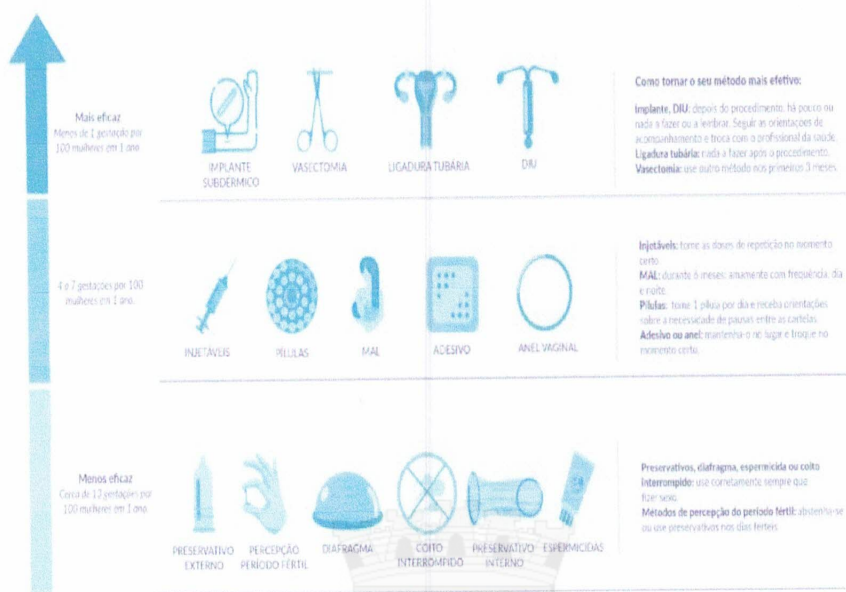 Mais eficaz
Menos de 1 gestação por
100 mulheres em 1 ano
IMPLANTE
SUBDÉRMICO
VASECTOMIA
LIGADURA TUBÁRIA
DIU
Como tornar o seu método mais efetivo:
Implante, DIU: depois do procedimento, há pouco ou
nada a fazer ou a lembrar. Seguir as orientações de
acompanhamento e troca com o profissional da saúde.
Ligadura tubária: nada a fazer após o procedimento.
Vasectomia: use outro método nos primeiros 3 meses.
4 a 7 gestações por 100
mulheres em 1 ano.
INJETÁVEIS
PÍLULAS
MAL
ADESIVO
ANEL VAGINAL
Injetáveis: tome as doses de repetição no momento
certo.
MAL: durante 6 meses: amamente com frequência, dia
e noite.
Pílulas: tome 1 pílula por dia e receba orientações
sobre a necessidade de pausas entre as cartelas.
Adesivo ou anel: mantenha-o no lugar e troque no
momento certo.
Menos eficaz
Cerca de 12 gestações por
100 mulheres em 1 ano
PRESERVATIVO
EXTERNO
PERCEPÇÃO
PERÍODO FÉRTIL
DIAFRAGMA
COITO
INTERROMPIDO
PRESERVATIVO
INTERNO
ESPERMICIDAS
Preservativos, diafragma, espermicida ou coito
interrompido: use corretamente sempre que
fizer sexo.
Métodos de percepção do período fértil: abstenha-se
ou use preservativos nos dias férteis.